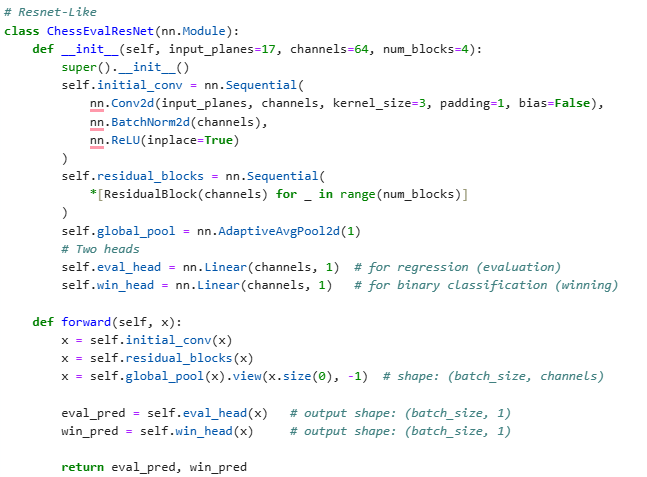 # Resnet-Like
class ChessEvalResNet(nn.Module):
    def __init__(self, input_planes=17, channels=64, num_blocks=4):
        super().__init__()
        self.initial_conv = nn.Sequential(
            nn.Conv2d(input_planes, channels, kernel_size=3, padding=1, bias=False),
            nn.BatchNorm2d(channels),
            nn.ReLU(inplace=True)
        )
        self.residual_blocks = nn.Sequential(
            *[ResidualBlock(channels) for _ in range(num_blocks)]
        )
        self.global_pool = nn.AdaptiveAvgPool2d(1)
        # Two heads
        self.eval_head = nn.Linear(channels, 1)  # for regression (evaluation)
        self.win_head = nn.Linear(channels, 1)   # for binary classification (winning)

    def forward(self, x):
        x = self.initial_conv(x)
        x = self.residual_blocks(x)
        x = self.global_pool(x).view(x.size(0), -1)  # shape: (batch_size, channels)

        eval_pred = self.eval_head(x)   # output shape: (batch_size, 1)
        win_pred = self.win_head(x)     # output shape: (batch_size, 1)

        return eval_pred, win_pred